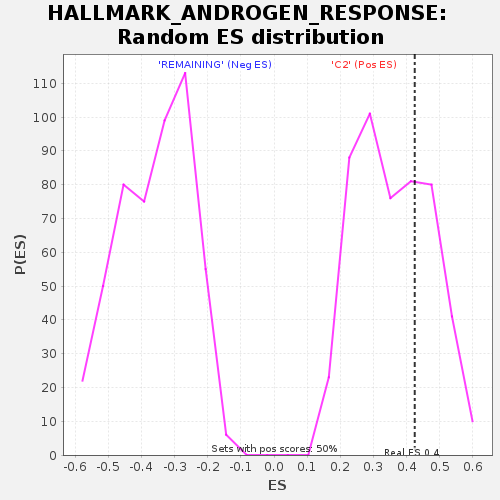 HALLMARK_ANDROGEN_RESPONSE:
Random ES distribution
'REMAINING' (Neg ES) 'C2' (Pos ES)
110
100
90
80
70
60
50
40
30
20
10
0
P(ES)
Sets with pos scores: 50%
Real ES 0.4
-0.6 -0.5 -0.4 -0.3 -0.2 -0.1 0.0 0.1 0.2 0.3 0.4 0.5 0.6
ES